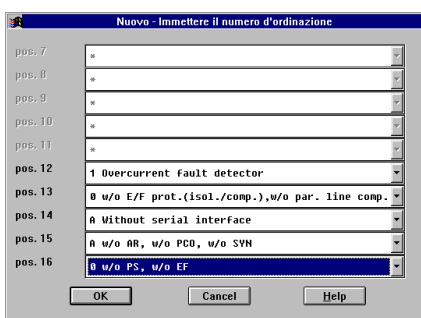 Nuovo - Immettere il numero d'ordinazione
pos. 7 *
pos. 8 *
pos. 9 *
pos. 10 *
pos. 11 *
pos. 12 1 Overcurrent fault detector
pos. 13 0 w/o E/F prot.(isol./comp.),w/o par. line comp.
pos. 14 A Without serial interface
pos. 15 A w/o AR, w/o PCO, w/o SYN
pos. 16 0 w/o PS, w/o EF
OK Cancel Help